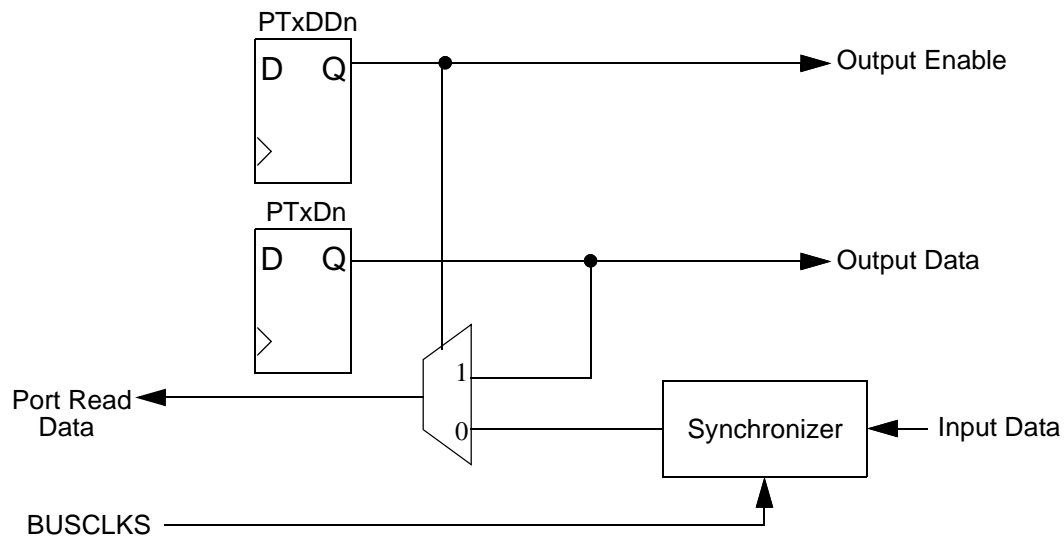 PTxDDn
D Q
Output Enable
PTxDn
D Q
Output Data
1
0
Port Read
Data
Synchronizer
Input Data
BUSCLKS